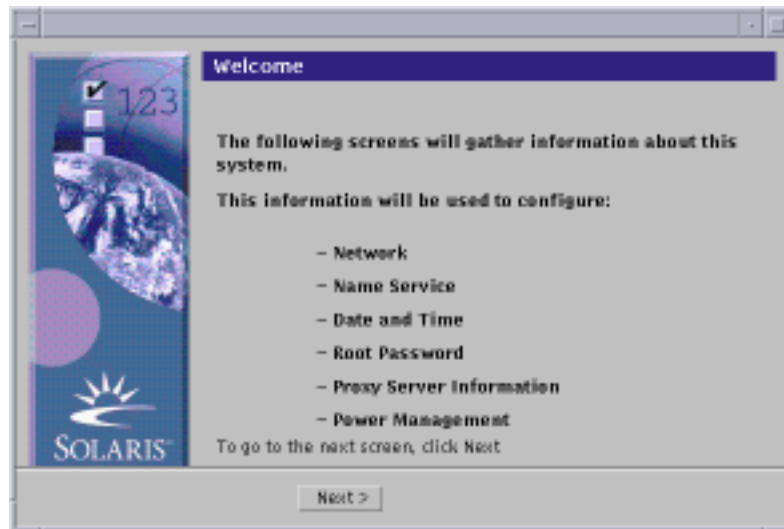 Welcome
123
The following screens will gather information about this
system.
This information will be used to configure:
– Network
– Name Service
– Date and Time
– Root Password
– Proxy Server Information
– Power Management
SOLARIS™
To go to the next screen, click Next
Next >